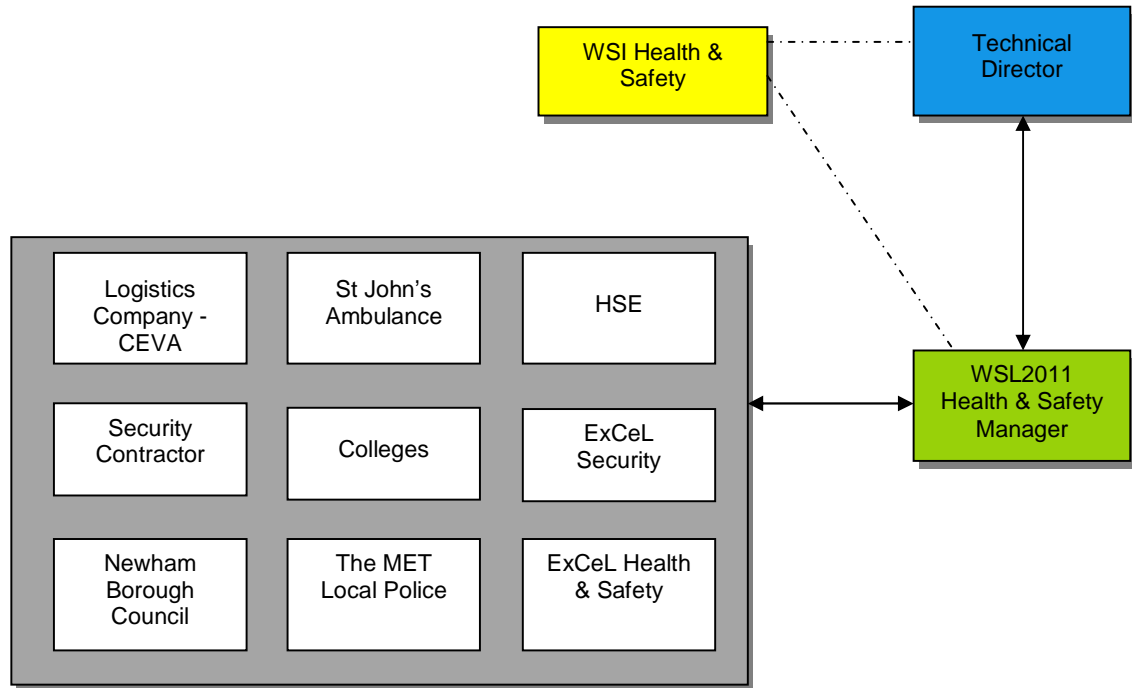 WSI Health &
Safety
Technical
Director
Logistics
Company -
CEVA
St John's
Ambulance
HSE
WSL2011
Health & Safety
Manager
Security
Contractor
Colleges
ExCeL
Security
Newham
Borough
Council
The MET
Local Police
ExCeL Health
& Safety